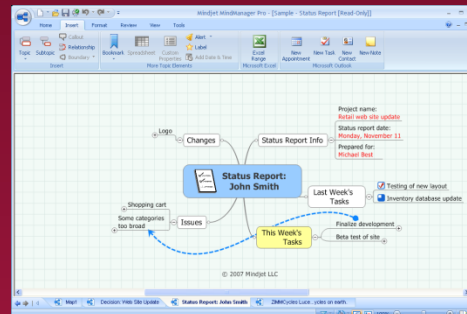 Mindjet MindManager Pro - [Sample - Status Report [Read-Only]]
Home Insert Format Review View Tools
Topic Subtopic
Callout
Relationship
Boundary
Insert
Bookmark Spreadsheet Custom Properties
Alert
Label
Add Date & Time
More Topic Elements
Excel Range
Microsoft Excel
New Appointment New Task New Contact New Note
Microsoft Outlook
Logo
Changes
Status Report Info
Project name:
Retail web site update
Status report date:
Monday, November 11
Prepared for:
Michael Best
Status Report:
John Smith
Last Week's
Tasks
Testing of new layout
Inventory database update
Shopping cart
Some categories
too broad
Issues
This Week's
Tasks
Finalize development
Beta test of site
© 2007 Mindjet LLC
Map1 Decision: Web Site Update Status Report: John Smith ZIMMCycles Luce...ycles on earth.